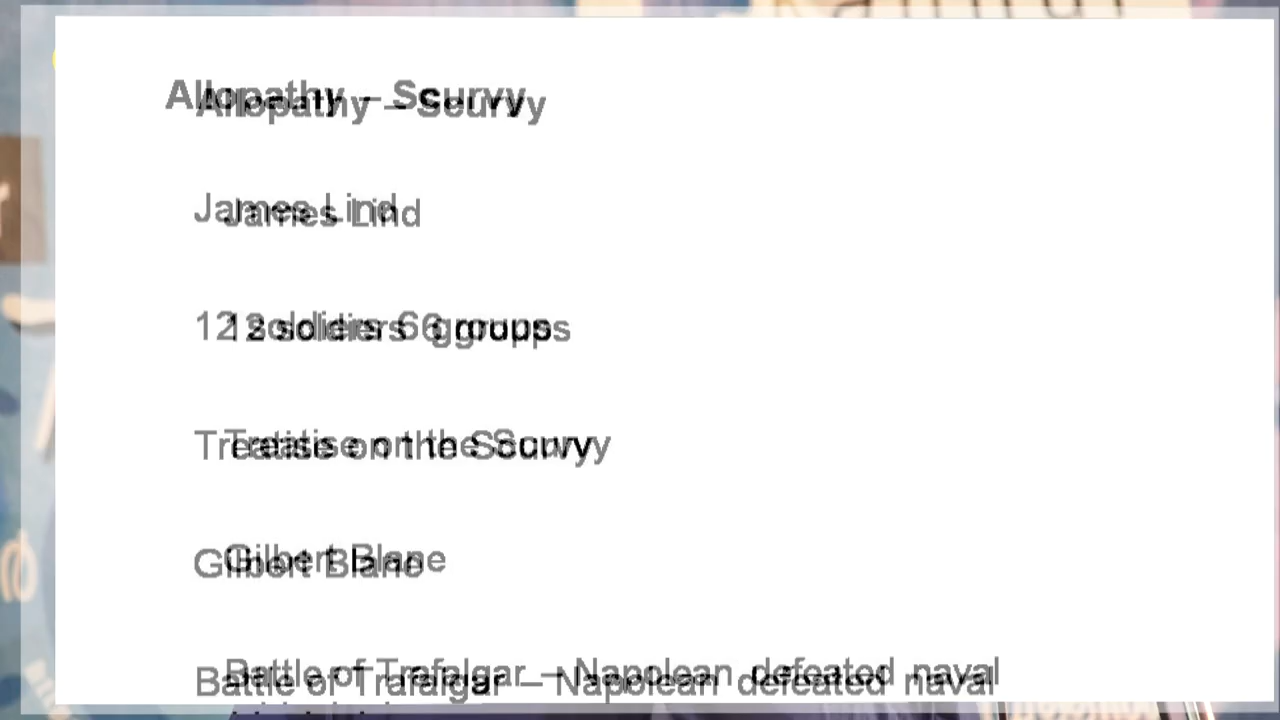 Allopathy – Scurvy
James Lind
12 soldiers 6 groups
Treatise on the Scurvy
Gilbert Blane
Battle of Trafalgar – Napolean defeated naval